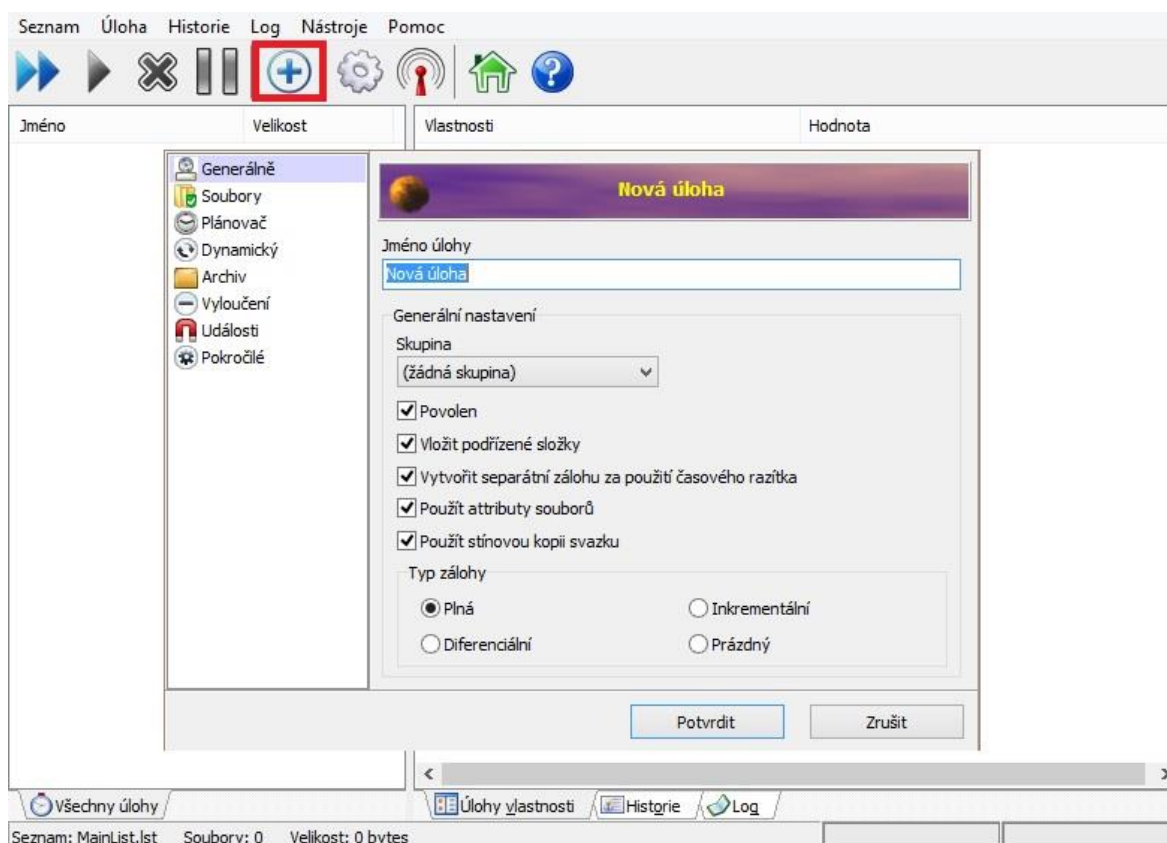 Seznam Úloha Historie Log Nástroje Pomoc
Jméno Velikost Vlastnosti Hodnota
Generálně
Soubory
Plánovač
Dynamický
Archiv
Vyloučení
Události
Pokročilé
Nová úloha
Jméno úlohy
Nová úloha
Generální nastavení
Skupina
(žádná skupina)
Povolen
Vložit podřízené složky
Vytvořit separátní zálohu za použití časového razítka
Použít attributy souborů
Použít stínovou kopii svazku
Typ zálohy
Plná Inkrementální
Diferenciální Prázdný
Potvrdit Zrušit
Všechny úlohy Úlohy vlastnosti Historie Log
Seznam: MainList.lst Soubory: 0 Velikost: 0 bytes